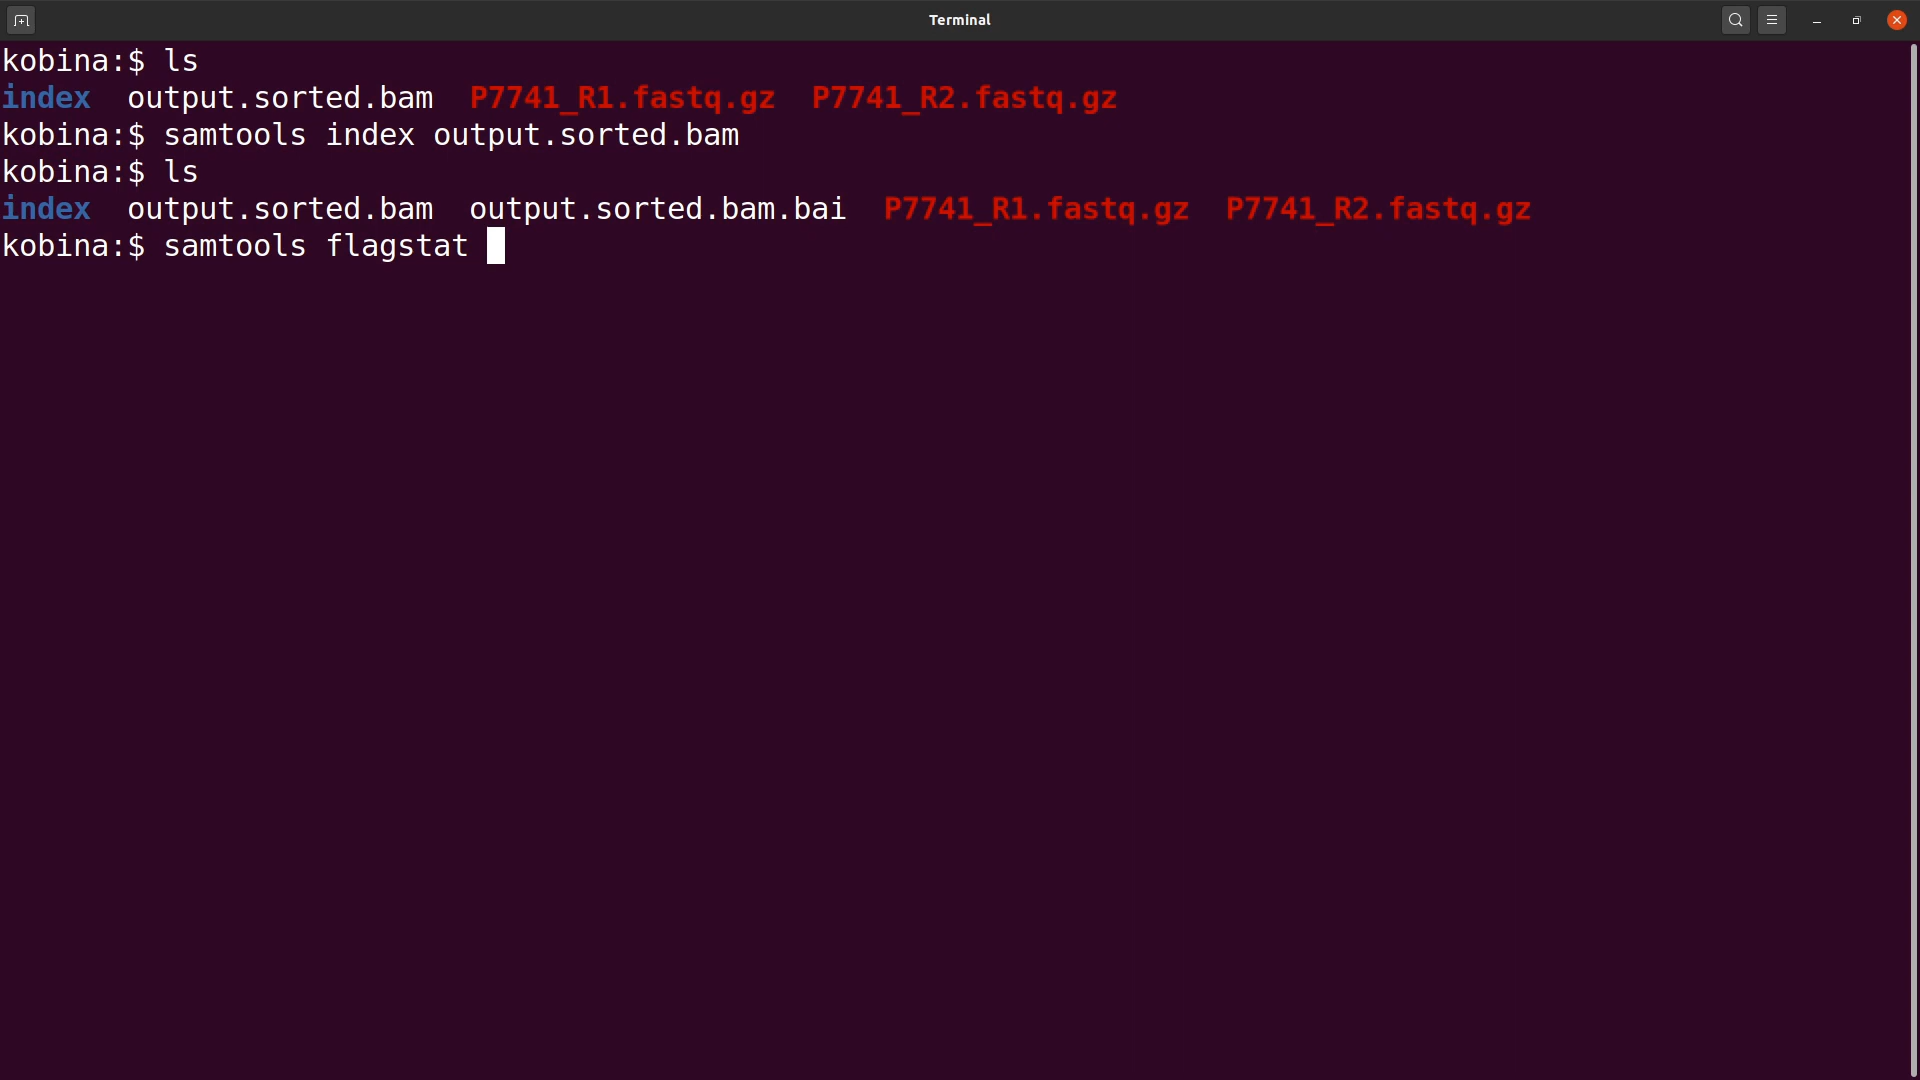 Terminal
kobina:$ ls
index  output.sorted.bam  P7741_R1.fastq.gz  P7741_R2.fastq.gz
kobina:$ samtools index output.sorted.bam
kobina:$ ls
index  output.sorted.bam  output.sorted.bam.bai  P7741_R1.fastq.gz  P7741_R2.fastq.gz
kobina:$ samtools flagstat